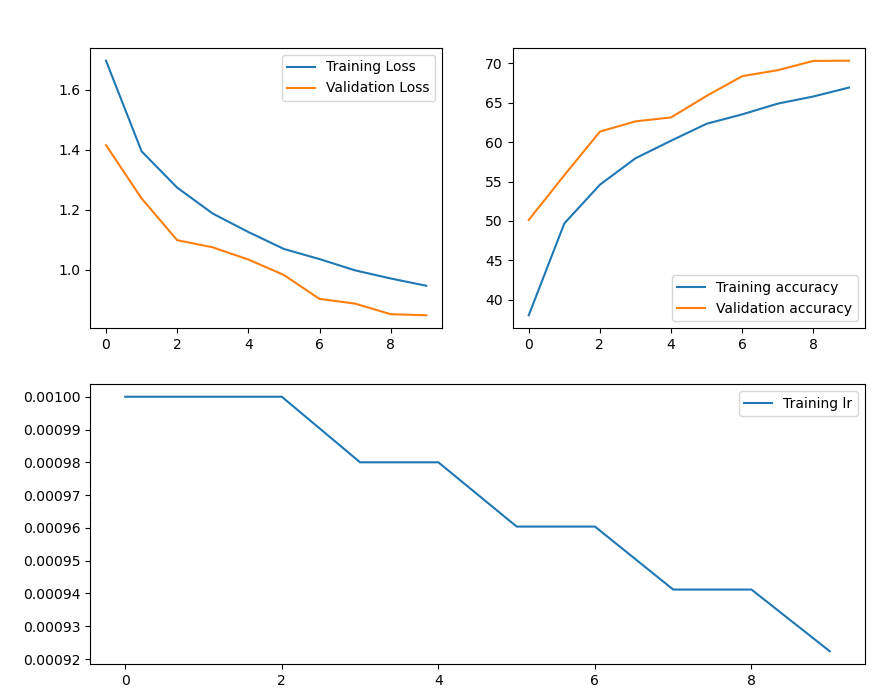 Training Loss
Validation Loss
1.6
1.4
1.2
1.0
0 2 4 6 8
70
65
60
55
50
45
40
Training accuracy
Validation accuracy
0 2 4 6 8
Training lr
0.00100
0.00099
0.00098
0.00097
0.00096
0.00095
0.00094
0.00093
0.00092
0 2 4 6 8